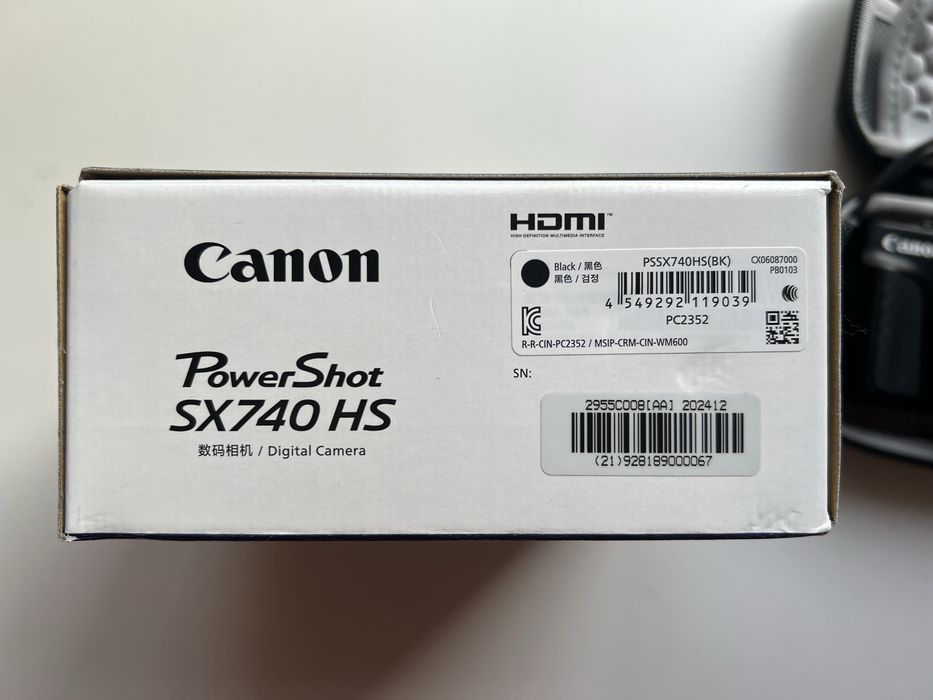 Canon
PowerShot
SX740 HS
数码相机 / Digital Camera
HDMI™
HIGH-DEFINITION MULTIMEDIA INTERFACE
Black / 黑色
黒色 / 검정
PSSX740HS(BK)
CX06087000
PB0103
4 549292 119039
PC2352
R-R-CIN-PC2352 / MSIP-CRM-CIN-WM600
SN:
2955C008[AA] 202412
(21)928189000067
Canon